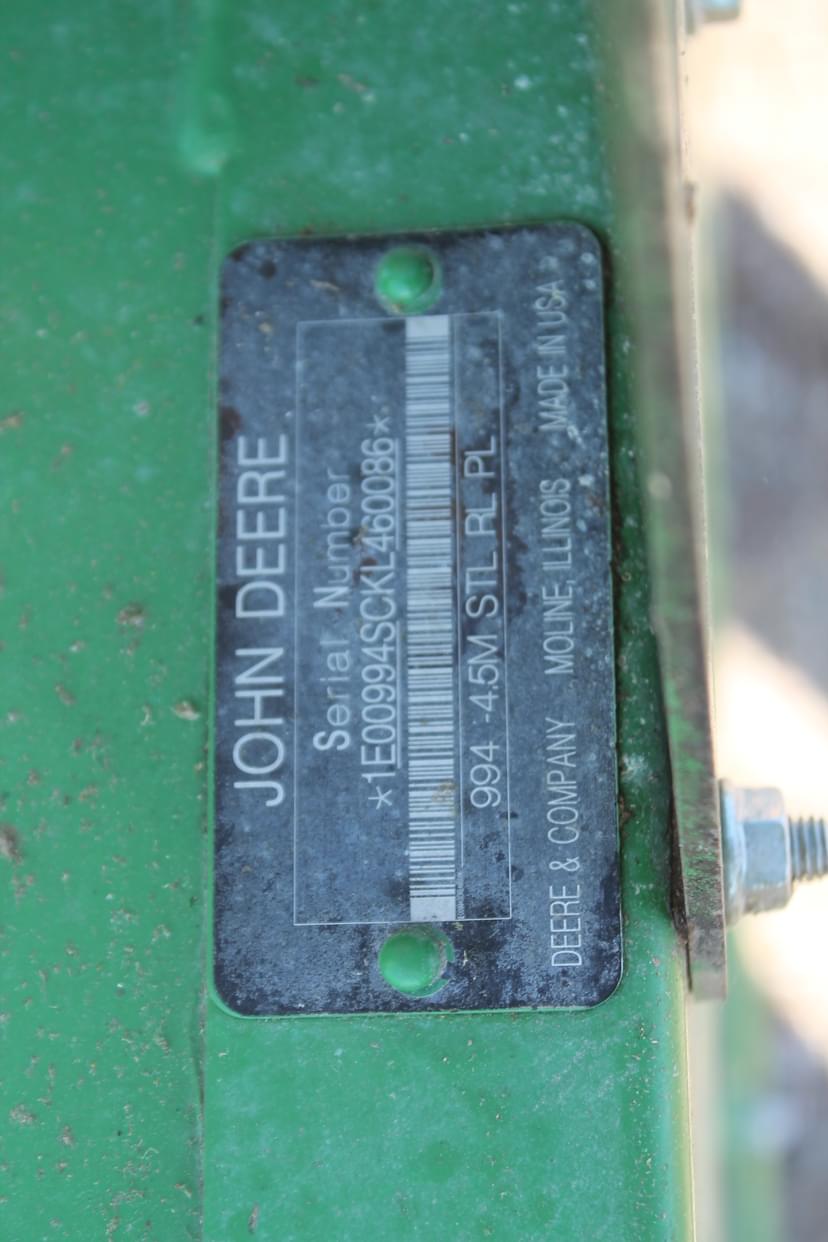 JOHN DEERE
Serial Number
*1E00994SCKL460086*
994 -4.5M STL RL PL
DEERE & COMPANY MOLINE, ILLINOIS MADE IN USA